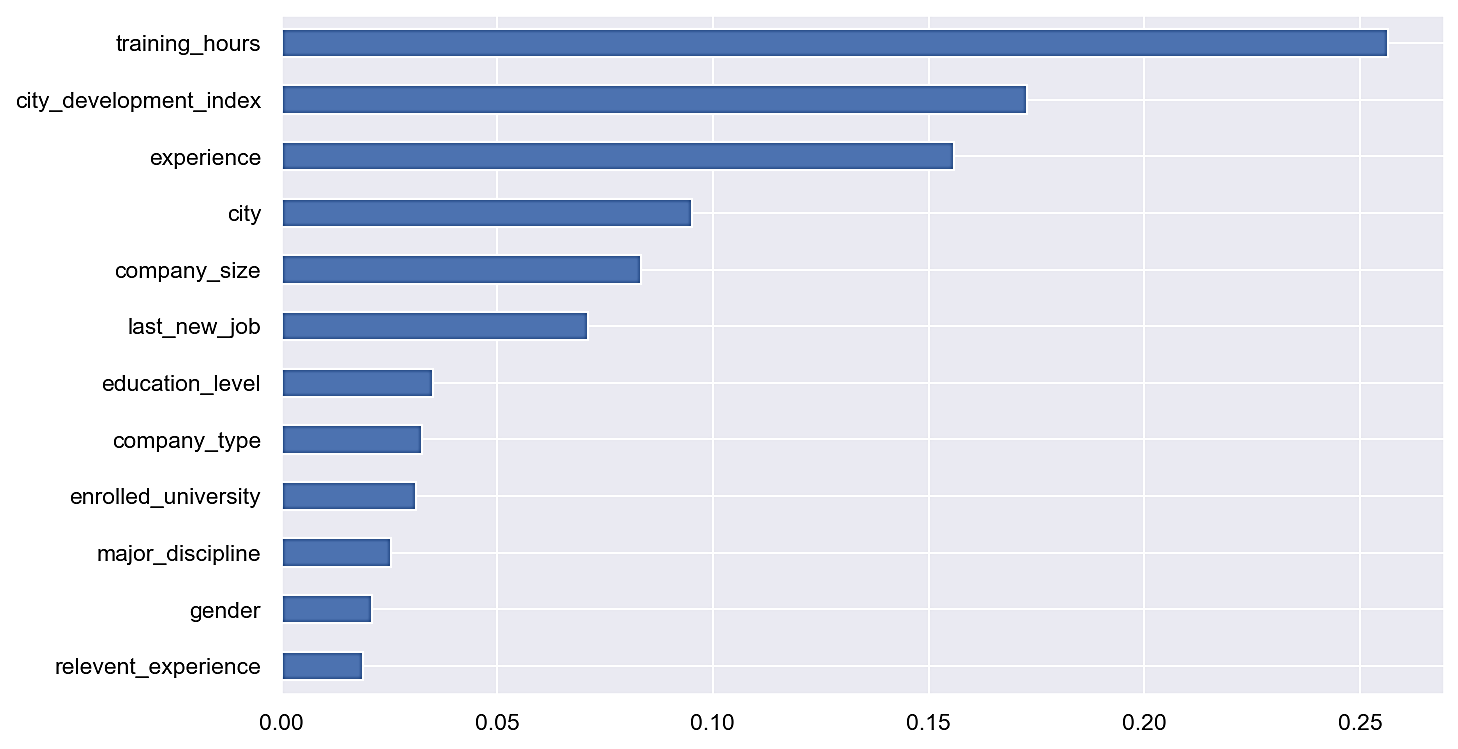 training_hours
city_development_index
experience
city
company_size
last_new_job
education_level
company_type
enrolled_university
major_discipline
gender
relevent_experience
0.00 0.05 0.10 0.15 0.20 0.25